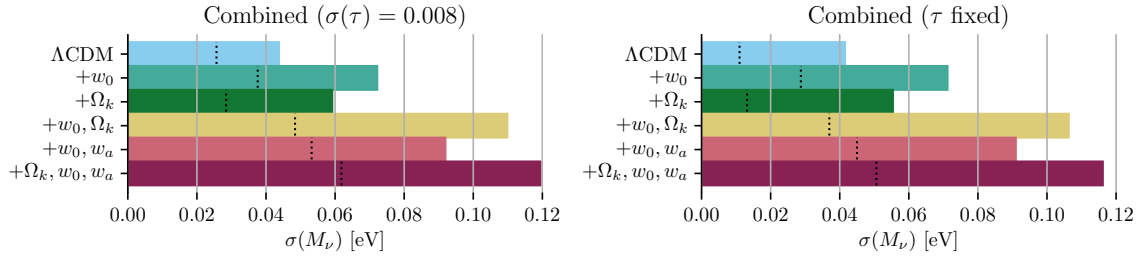 Combined (σ(τ) = 0.008)
ΛCDM
+w₀
+Ωₖ
+w₀, Ωₖ
+w₀, wₐ
+Ωₖ, w₀, wₐ
0.00 0.02 0.04 0.06 0.08 0.10 0.12
σ(M_ν) [eV]
Combined (τ fixed)
ΛCDM
+w₀
+Ωₖ
+w₀, Ωₖ
+w₀, wₐ
+Ωₖ, w₀, wₐ
0.00 0.02 0.04 0.06 0.08 0.10 0.12
σ(M_ν) [eV]